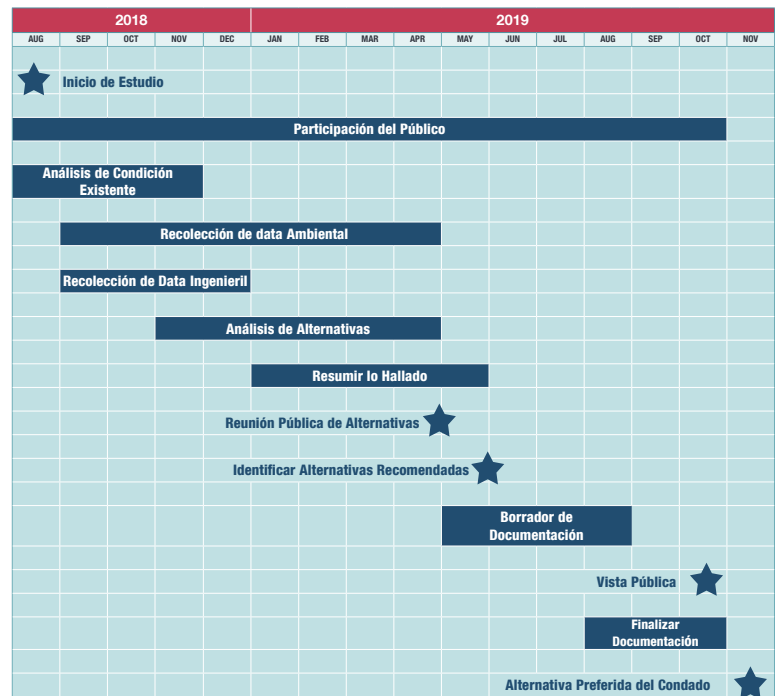 2018 2019
AUG SEP OCT NOV DEC JAN FEB MAR APR MAY JUN JUL AUG SEP OCT NOV
Inicio de Estudio
Participación del Público
Análisis de Condición
Existente
Recolección de data Ambiental
Recolección de Data Ingenieril
Análisis de Alternativas
Resumir lo Hallado
Reunión Pública de Alternativas
Identificar Alternativas Recomendadas
Borrador de
Documentación
Vista Pública
Finalizar
Documentación
Alternativa Preferida del Condado